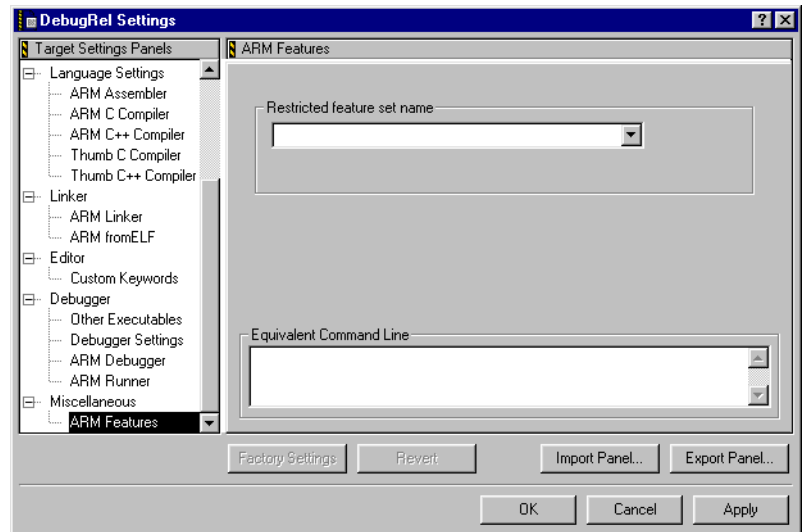 DebugRel Settings
Target Settings Panels
Language Settings
ARM Assembler
ARM C Compiler
ARM C++ Compiler
Thumb C Compiler
Thumb C++ Compiler
Linker
ARM Linker
ARM fromELF
Editor
Custom Keywords
Debugger
Other Executables
Debugger Settings
ARM Debugger
ARM Runner
Miscellaneous
ARM Features
ARM Features
Restricted feature set name
Equivalent Command Line
Factory Settings Revert Import Panel... Export Panel...
OK Cancel Apply